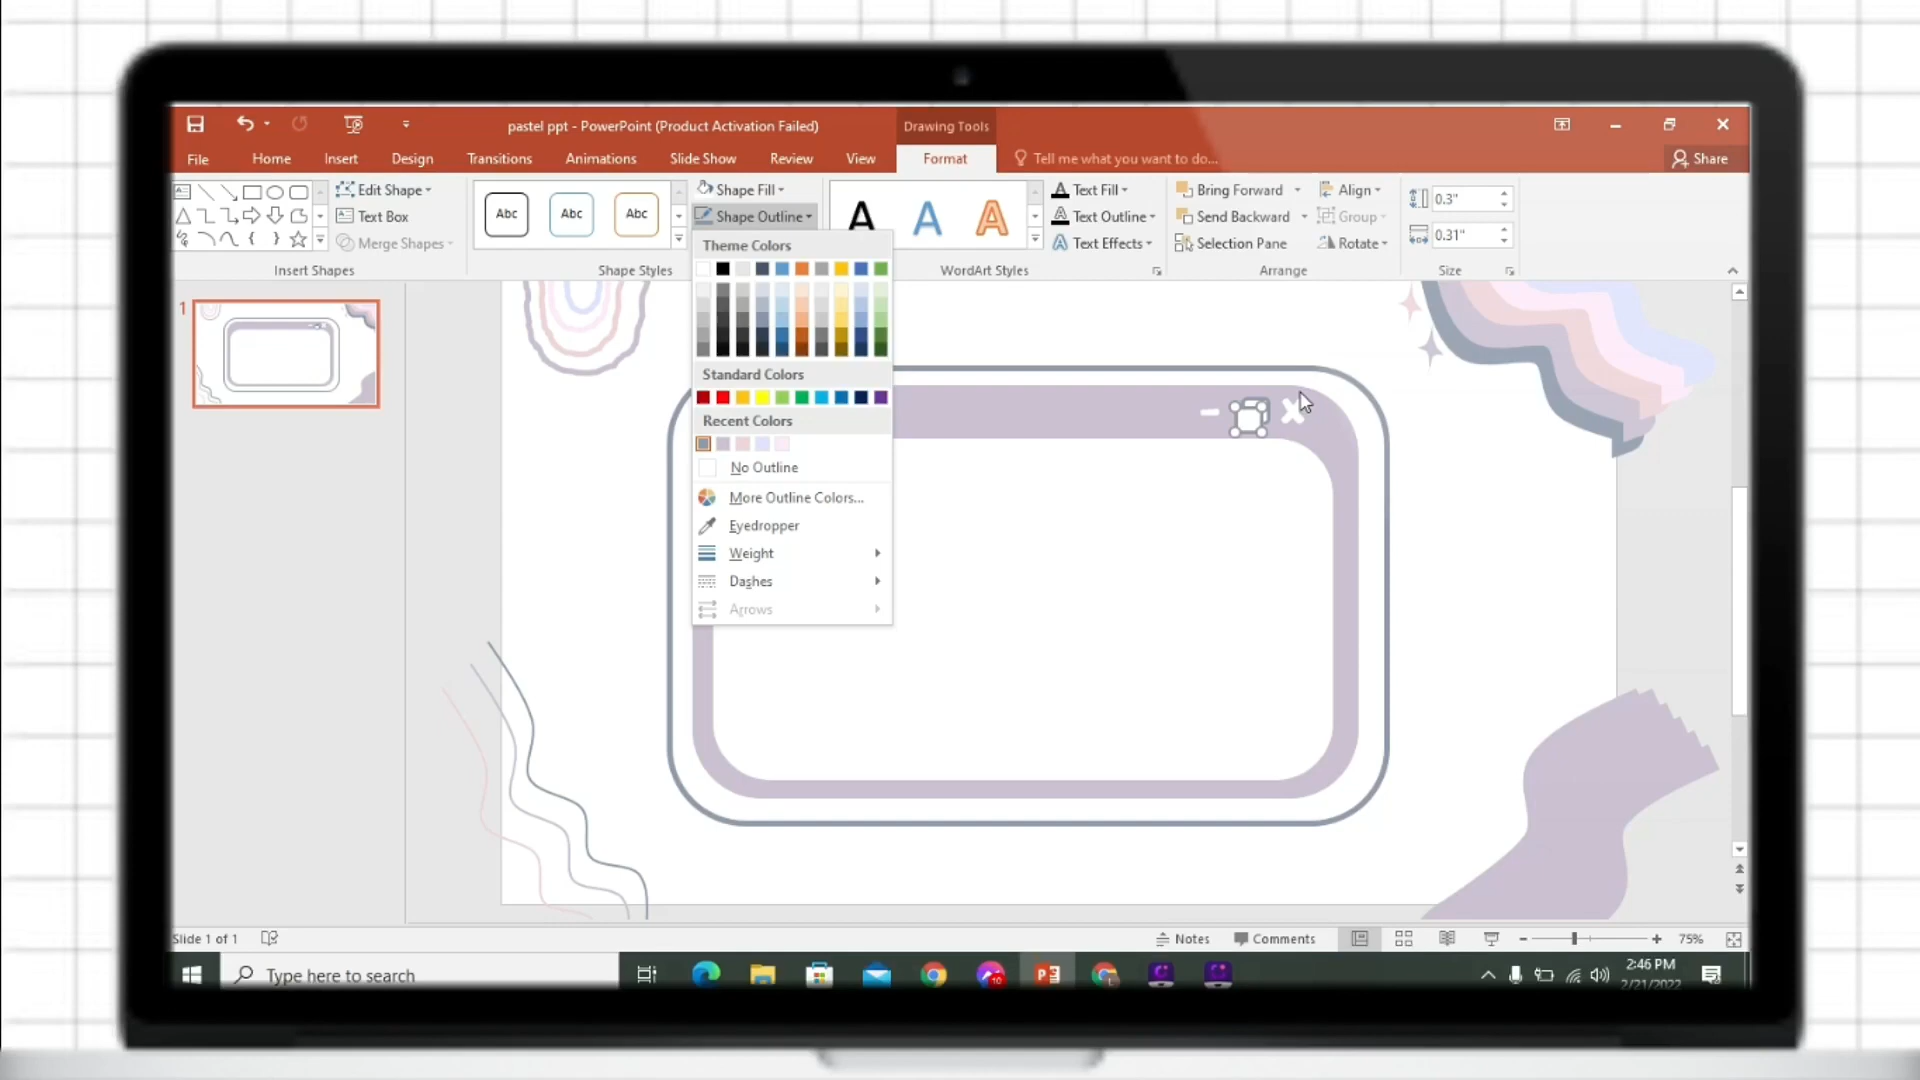 pastel ppt - PowerPoint (Product Activation Failed)
Drawing Tools
File Home Insert Design Transitions Animations Slide Show Review View Format Tell me what you want to do... Share
Edit Shape
Text Box
Merge Shapes
Insert Shapes
Abc Abc Abc
Shape Styles
Shape Fill
Shape Outline
A A A
WordArt Styles
Text Fill
Text Outline
Text Effects
Bring Forward
Send Backward
Selection Pane
Align
Group
Rotate
Arrange
0.3"
0.31"
Size
Theme Colors
Standard Colors
Recent Colors
No Outline
More Outline Colors...
Eyedropper
Weight
Dashes
Arrows
1
Slide 1 of 1
Notes
Comments
75%
Type here to search
10
2:46 PM
2/21/2022